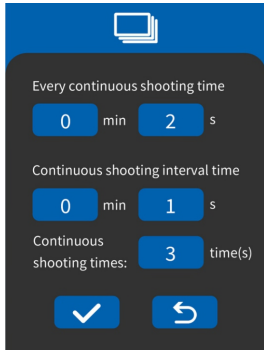 Every continuous shooting time
0 min 2 s
Continuous shooting interval time
0 min 1 s
Continuous
shooting times: 3 time(s)